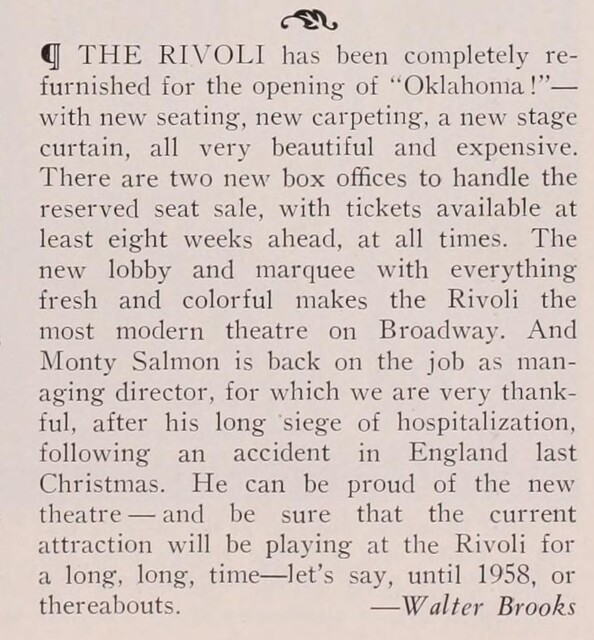 ¶ THE RIVOLI has been completely re-
furnished for the opening of "Oklahoma!"—
with new seating, new carpeting, a new stage
curtain, all very beautiful and expensive.
There are two new box offices to handle the
reserved seat sale, with tickets available at
least eight weeks ahead, at all times. The
new lobby and marquee with everything
fresh and colorful makes the Rivoli the
most modern theatre on Broadway. And
Monty Salmon is back on the job as man-
aging director, for which we are very thank-
ful, after his long siege of hospitalization,
following an accident in England last
Christmas. He can be proud of the new
theatre — and be sure that the current
attraction will be playing at the Rivoli for
a long, long, time—let's say, until 1958, or
thereabouts. —Walter Brooks